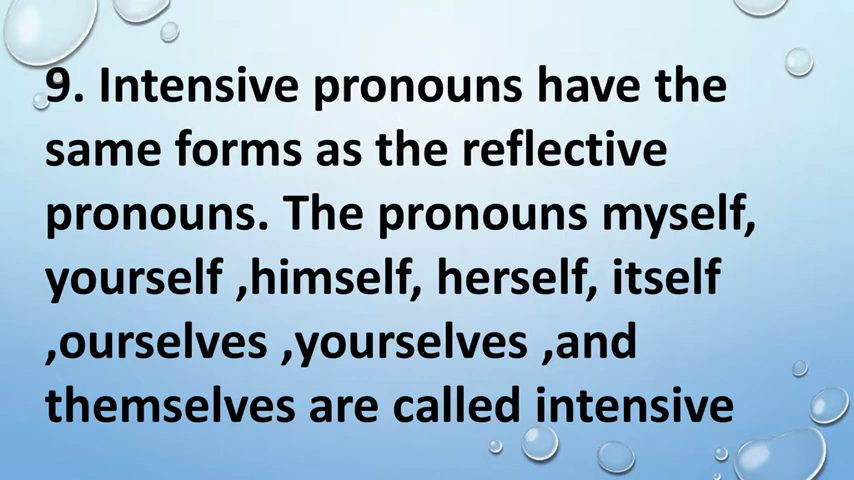 9. Intensive pronouns have the
same forms as the reflective
pronouns. The pronouns myself,
yourself ,himself, herself, itself
,ourselves ,yourselves ,and
themselves are called intensive